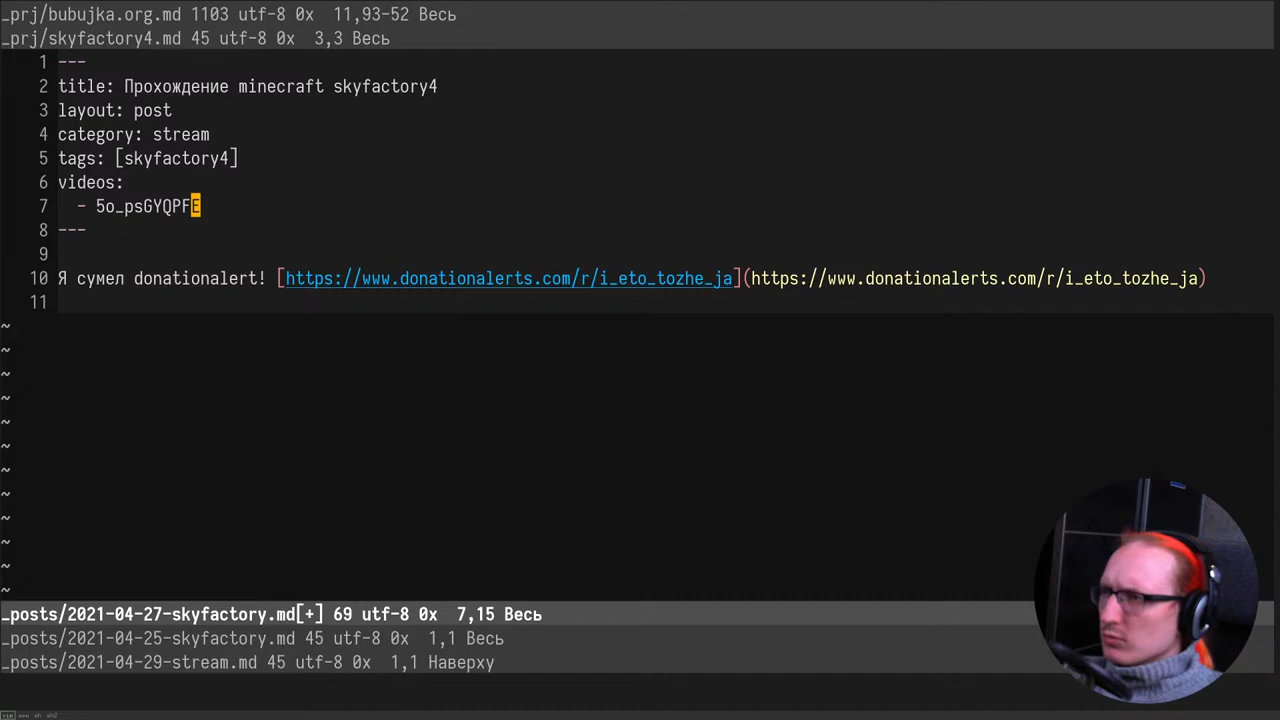 _prj/bubujka.org.md 1103 utf-8 0x  11,93-52 Весь
_prj/skyfactory4.md 45 utf-8 0x  3,3 Весь
1 ---
2 title: Прохождение minecraft skyfactory4
3 layout: post
4 category: stream
5 tags: [skyfactory4]
6 videos:
7   - 5o_psGYQPFE
8 ---
9
10 Я сумел donationalert! [https://www.donationalerts.com/r/i_eto_tozhe_ja](https://www.donationalerts.com/r/i_eto_tozhe_ja)
11
~
~
~
~
~
~
~
~
~
~
~
~
_posts/2021-04-27-skyfactory.md[+] 69 utf-8 0x  7,15 Весь
_posts/2021-04-25-skyfactory.md 45 utf-8 0x  1,1 Весь
_posts/2021-04-29-stream.md 45 utf-8 0x  1,1 Наверху